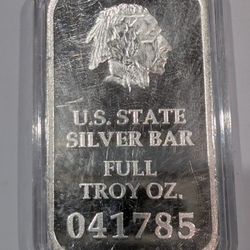 U.S. STATE
SILVER BAR
FULL
TROY OZ.
041785